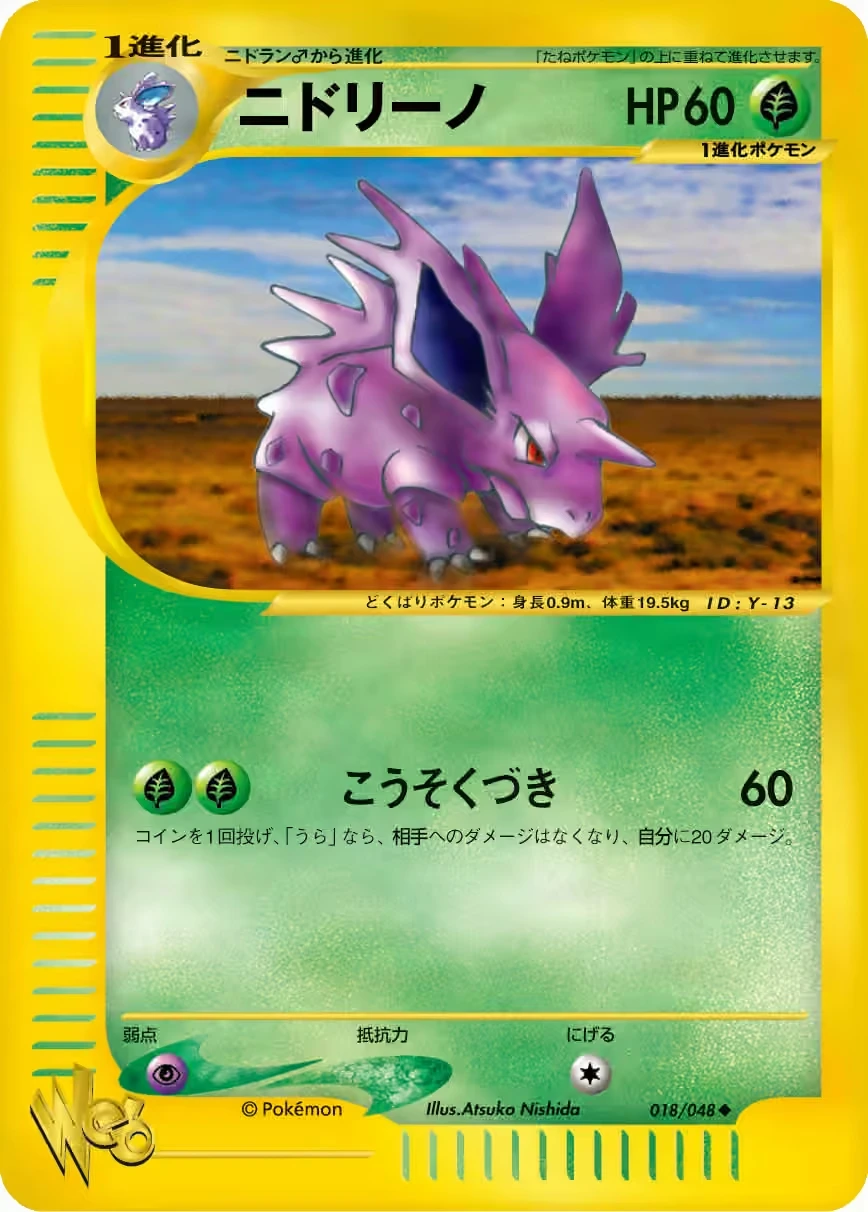 1進化
ニドラン♂から進化
「たねポケモン」の上に重ねて進化させます。
ニドリーノ
HP60
1進化ポケモン
どくばりポケモン：身長0.9m、体重19.5kg ID：Y-13
こうそくづき 60
コインを1回投げ、「うら」なら、相手へのダメージはなくなり、自分に20ダメージ。
弱点 抵抗力 にげる
Web
© Pokémon Illus.Atsuko Nishida 018/048◆